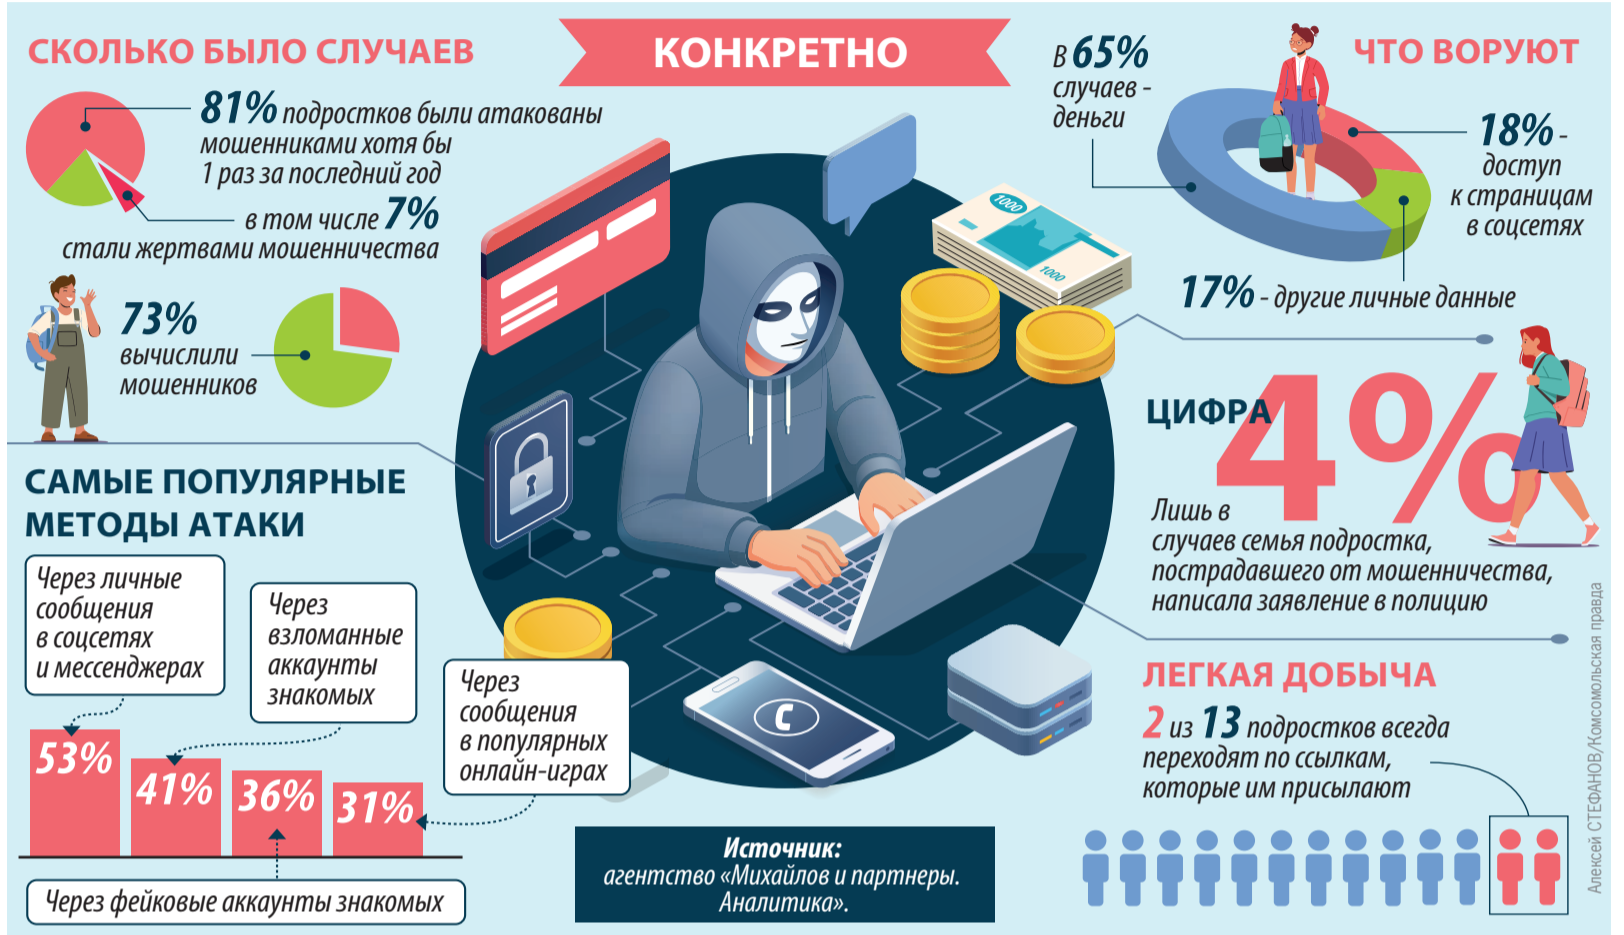 КОНКРЕТНО
СКОЛЬКО БЫЛО СЛУЧАЕВ
81% подростков были атакованы
мошенниками хотя бы
1 раз за последний год
в том числе 7%
стали жертвами мошенничества
73%
вычислили
мошенников
САМЫЕ ПОПУЛЯРНЫЕ
МЕТОДЫ АТАКИ
Через личные
сообщения
в соцсетях
и мессенджерах
Через
взломанные
аккаунты
знакомых
Через
сообщения
в популярных
онлайн-играх
53%
41%
36%
31%
Через фейковые аккаунты знакомых
1000
1000
Источник:
агентство «Михайлов и партнеры.
Аналитика».
ЧТО ВОРУЮТ
В 65%
случаев -
деньги
18% -
доступ
к страницам
в соцсетях
17% - другие личные данные
ЦИФРА
4%
Лишь в
случаев семья подростка,
пострадавшего от мошенничества,
написала заявление в полицию
ЛЕГКАЯ ДОБЫЧА
2 из 13 подростков всегда
переходят по ссылкам,
которые им присылают
Алексей СТЕФАНОВ/Комсомольская правда